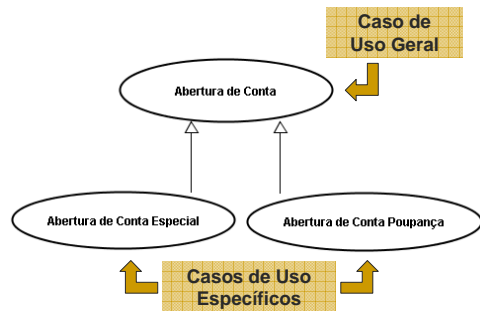 Caso de
Uso Geral
Abertura de Conta
Abertura de Conta Especial
Abertura de Conta Poupança
Casos de Uso
Específicos